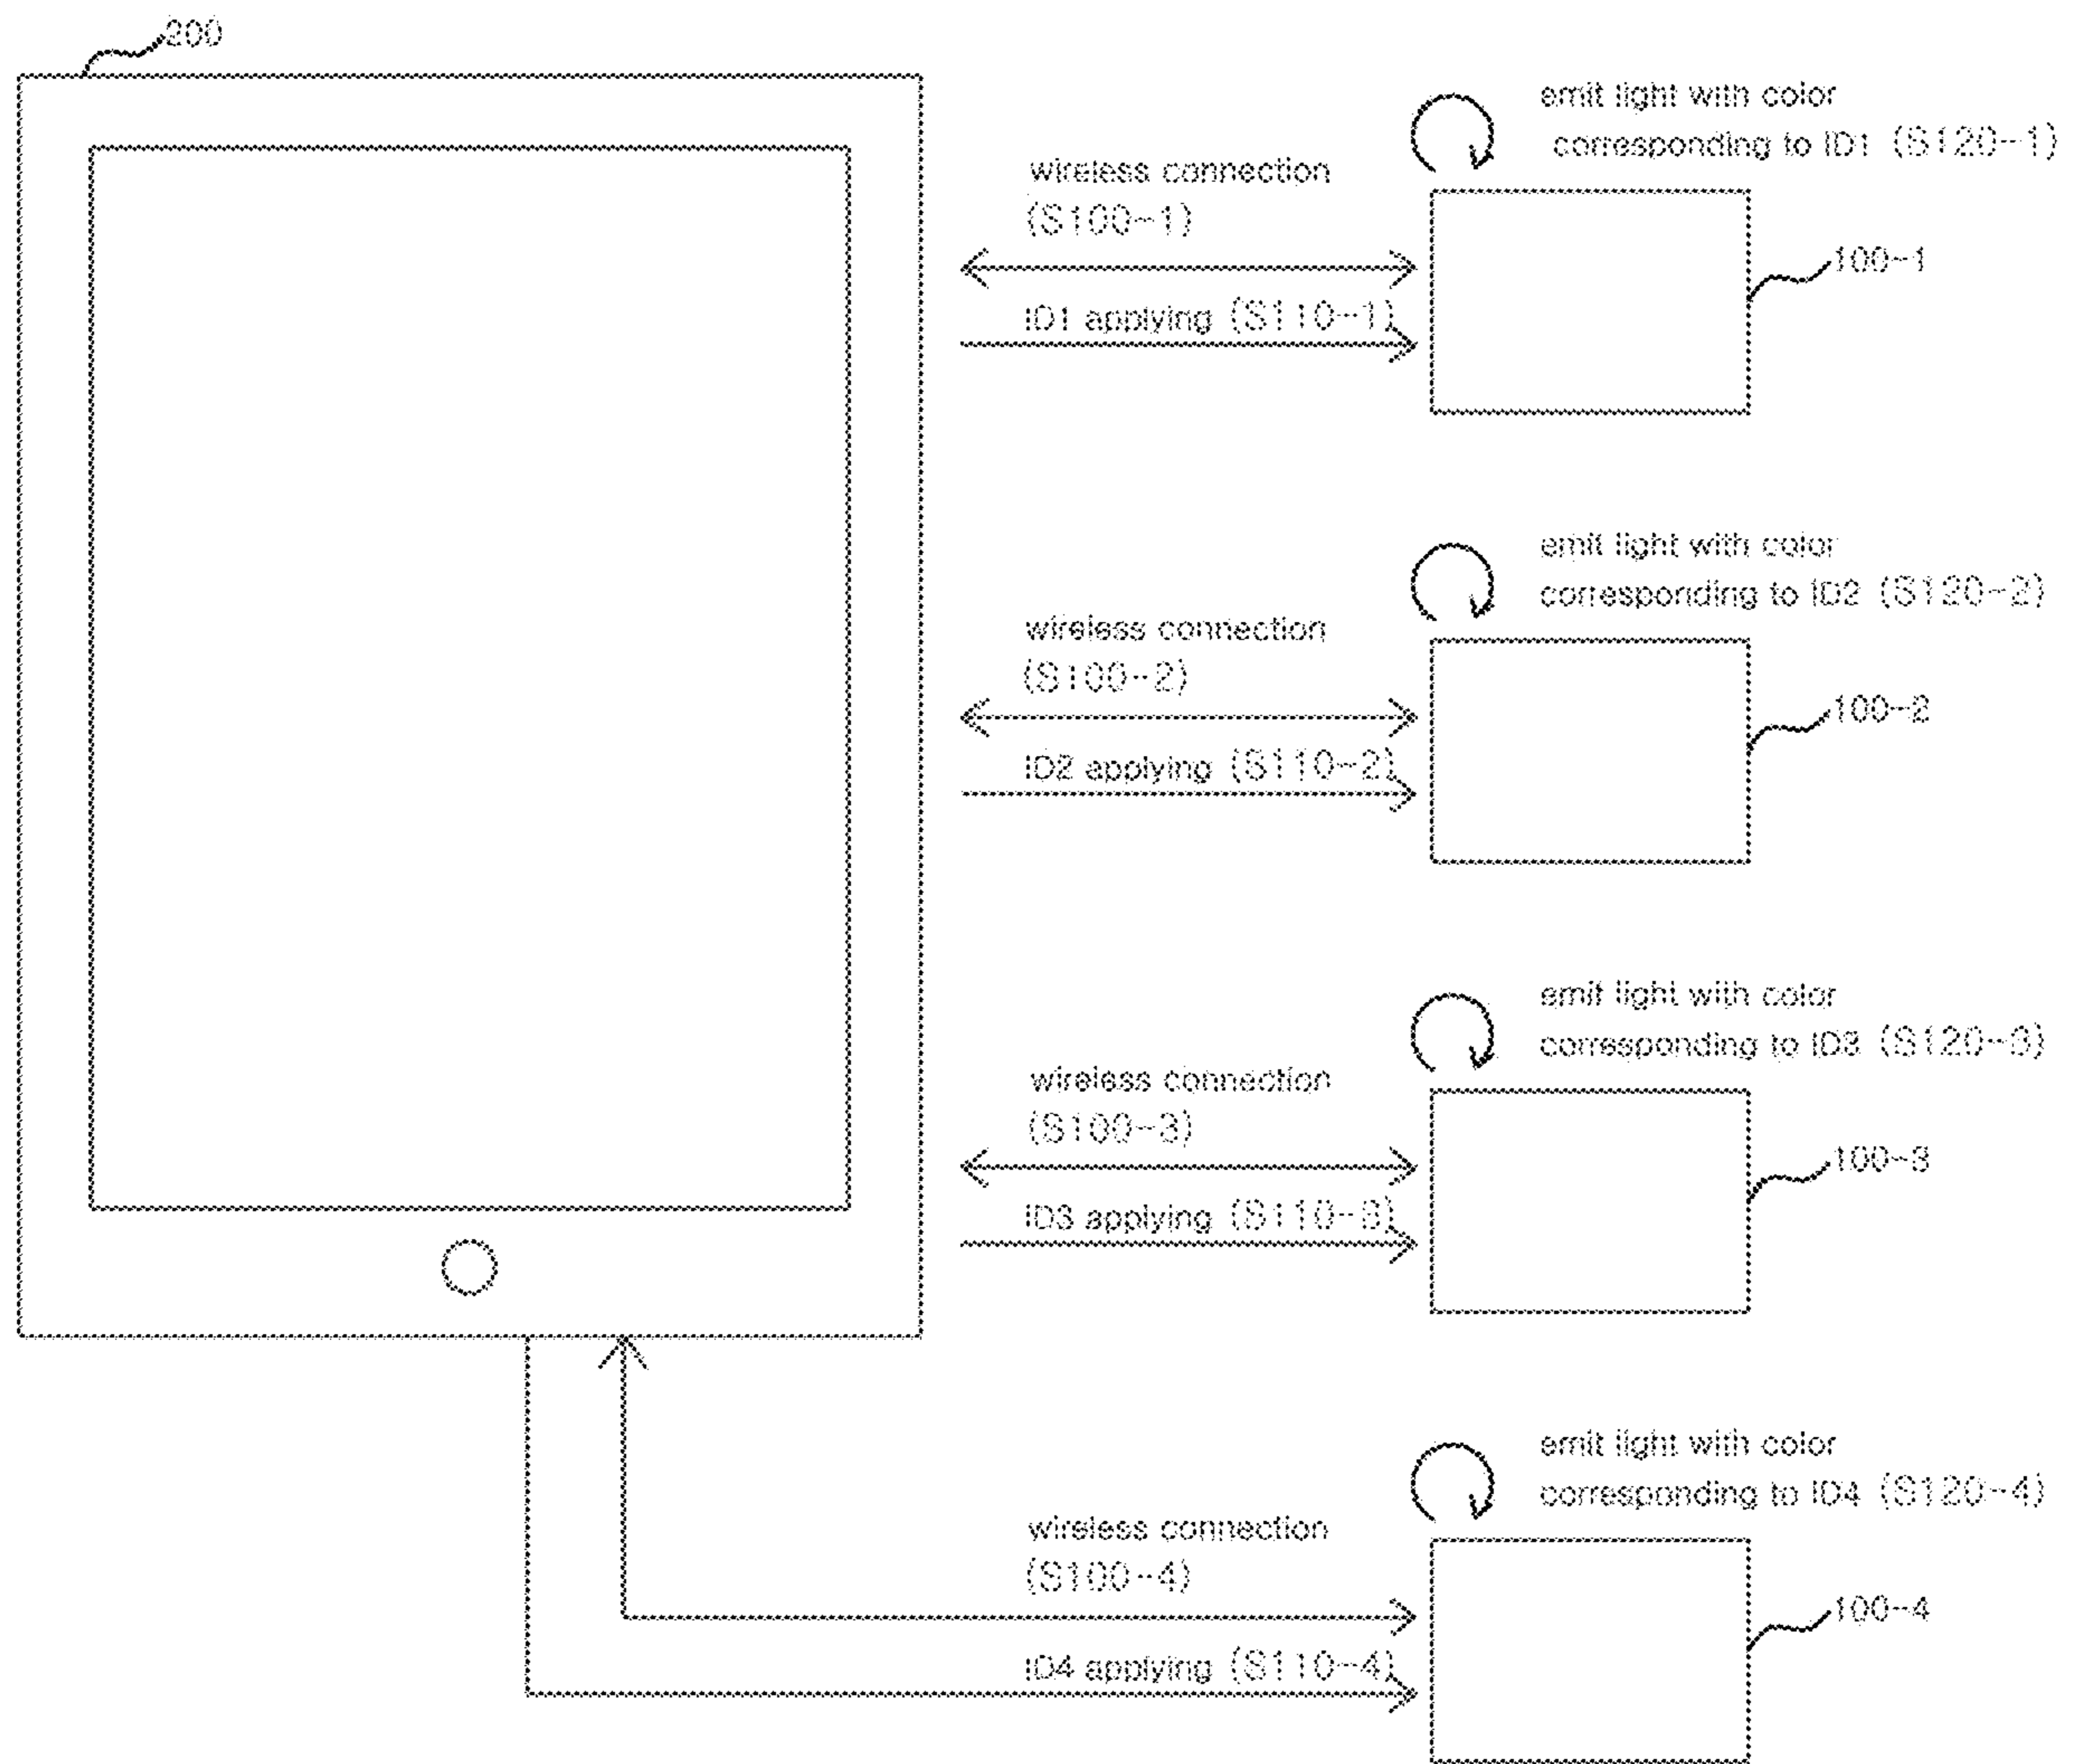 200
emit light with color
corresponding to ID1 (S120-1)
wireless connection
(S100-1)
100-1
ID1 applying (S110-1)
emit light with color
corresponding to ID2 (S120-2)
wireless connection
(S100-2)
100-2
ID2 applying (S110-2)
emit light with color
corresponding to ID3 (S120-3)
wireless connection
(S100-3)
100-3
ID3 applying (S110-3)
emit light with color
corresponding to ID4 (S120-4)
wireless connection
(S100-4)
100-4
ID4 applying (S110-4)